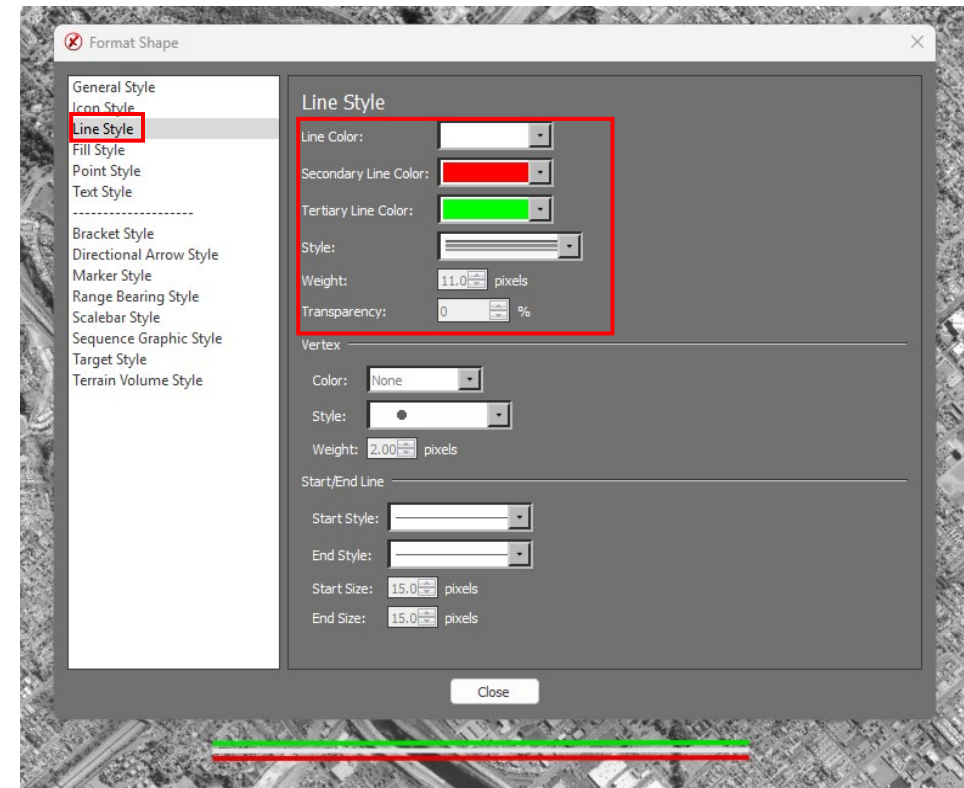 Format Shape
General Style
Icon Style
Line Style
Fill Style
Point Style
Text Style
--------------------
Bracket Style
Directional Arrow Style
Marker Style
Range Bearing Style
Scalebar Style
Sequence Graphic Style
Target Style
Terrain Volume Style
Line Style
Line Color:
Secondary Line Color:
Tertiary Line Color:
Style:
Weight: 11.0 pixels
Transparency: 0 %
Vertex
Color: None
Style:
Weight: 2.00 pixels
Start/End Line
Start Style:
End Style:
Start Size: 15.0 pixels
End Size: 15.0 pixels
Close